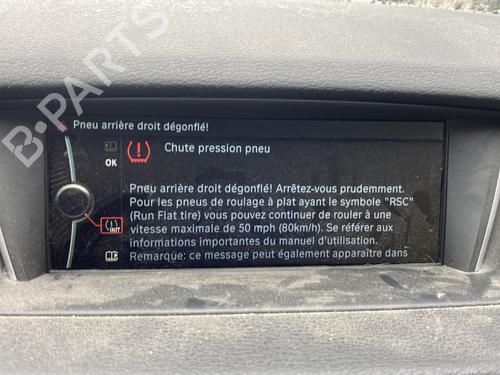 Pneu arrière droit dégonflé!
OK
Chute pression pneu
Pneu arrière droit dégonflé! Arrêtez-vous prudemment.
Pour les pneus de roulage à plat ayant le symbole "RSC"
(Run Flat tire) vous pouvez continuer de rouler à une
vitesse maximale de 50 mph (80km/h). Se référer aux
INIT
informations importantes du manuel d'utilisation.
Remarque: ce message peut également apparaître dans
B-PARTS